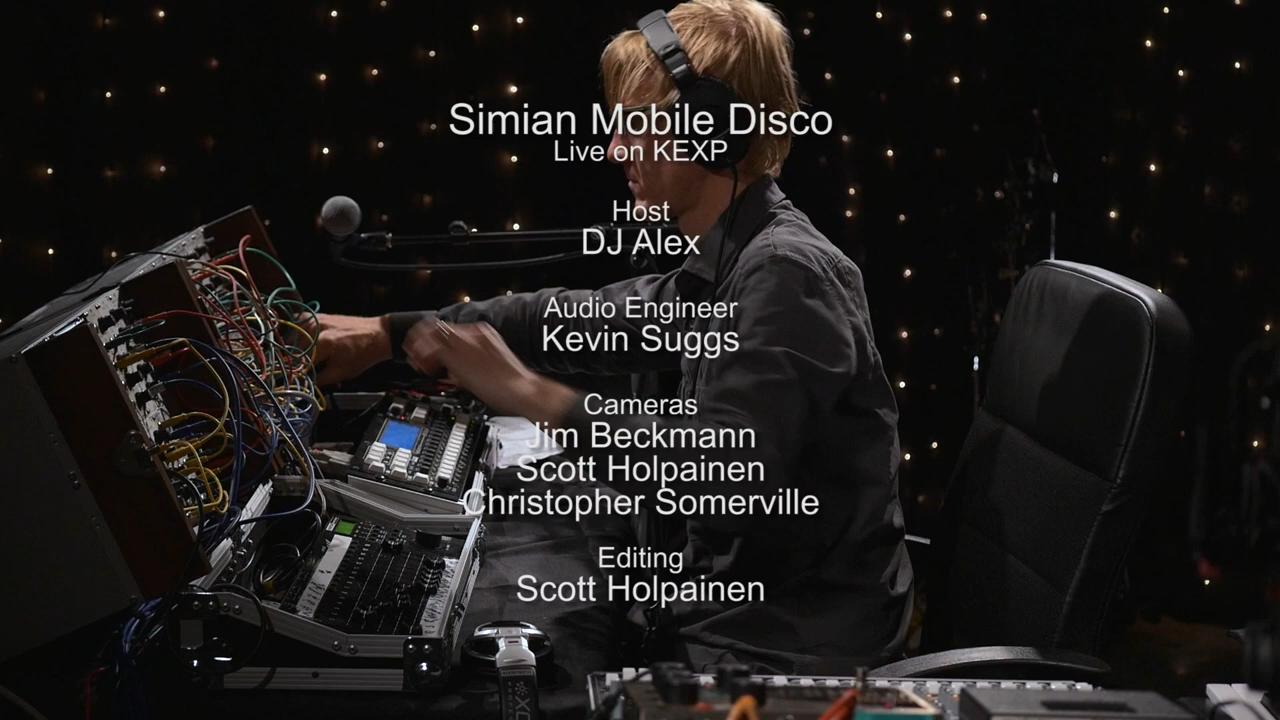 Simian Mobile Disco
Live on KEXP
Host
DJ Alex
Audio Engineer
Kevin Suggs
Cameras
Jim Beckmann
Scott Holpainen
Christopher Somerville
Editing
Scott Holpainen